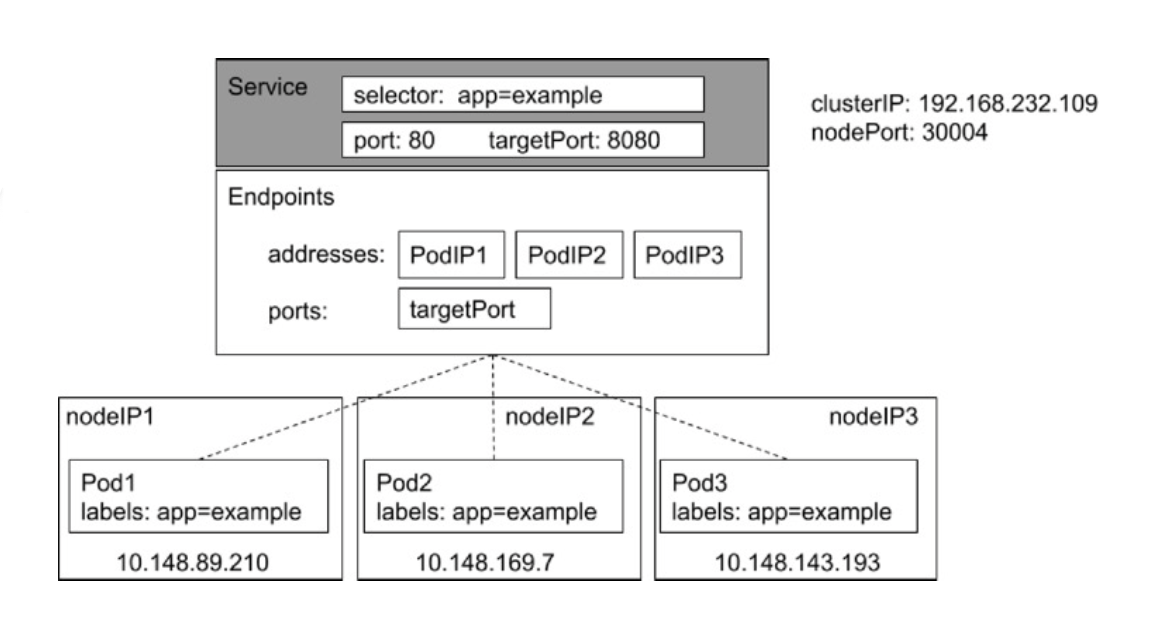 Service
selector: app=example
port: 80 targetPort: 8080
clusterIP: 192.168.232.109
nodePort: 30004
Endpoints
addresses: PodIP1 PodIP2 PodIP3
ports: targetPort
nodeIP1 nodeIP2 nodeIP3
Pod1 Pod2 Pod3
labels: app=example labels: app=example labels: app=example
10.148.89.210 10.148.169.7 10.148.143.193